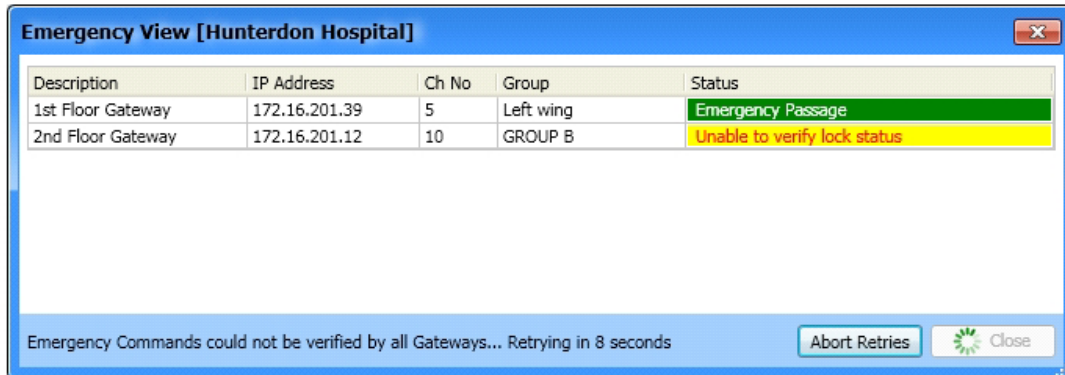 Emergency View [Hunterdon Hospital]
Description IP Address Ch No Group Status
1st Floor Gateway 172.16.201.39 5 Left wing Emergency Passage
2nd Floor Gateway 172.16.201.12 10 GROUP B Unable to verify lock status
Emergency Commands could not be verified by all Gateways... Retrying in 8 seconds Abort Retries Close